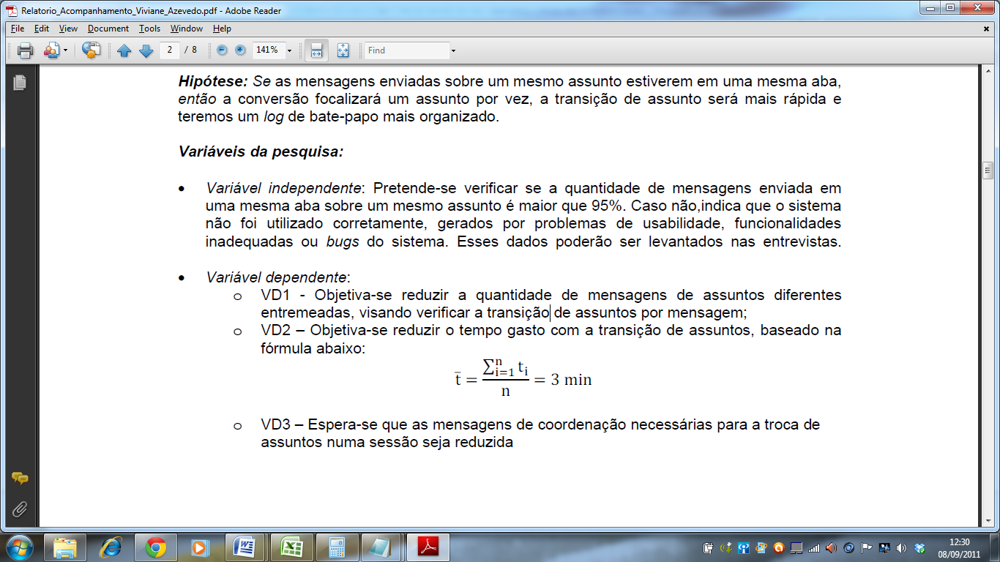 Relatorio_Acompanhamento_Viviane_Azevedo.pdf - Adobe Reader
File Edit View Document Tools Window Help
2 / 8 141% Find
Hipótese: Se as mensagens enviadas sobre um mesmo assunto estiverem em uma mesma aba,
então a conversão focalizará um assunto por vez, a transição de assunto será mais rápida e
teremos um log de bate-papo mais organizado.
Variáveis da pesquisa:
• Variável independente: Pretende-se verificar se a quantidade de mensagens enviada em
uma mesma aba sobre um mesmo assunto é maior que 95%. Caso não,indica que o sistema
não foi utilizado corretamente, gerados por problemas de usabilidade, funcionalidades
inadequadas ou bugs do sistema. Esses dados poderão ser levantados nas entrevistas.
• Variável dependente:
o VD1 - Objetiva-se reduzir a quantidade de mensagens de assuntos diferentes
entremeadas, visando verificar a transição de assuntos por mensagem;
o VD2 – Objetiva-se reduzir o tempo gasto com a transição de assuntos, baseado na
fórmula abaixo:
t̄ = ∑ⁿᵢ₌₁ tᵢ / n = 3 min
o VD3 – Espera-se que as mensagens de coordenação necessárias para a troca de
assuntos numa sessão seja reduzida
12:30
08/09/2011